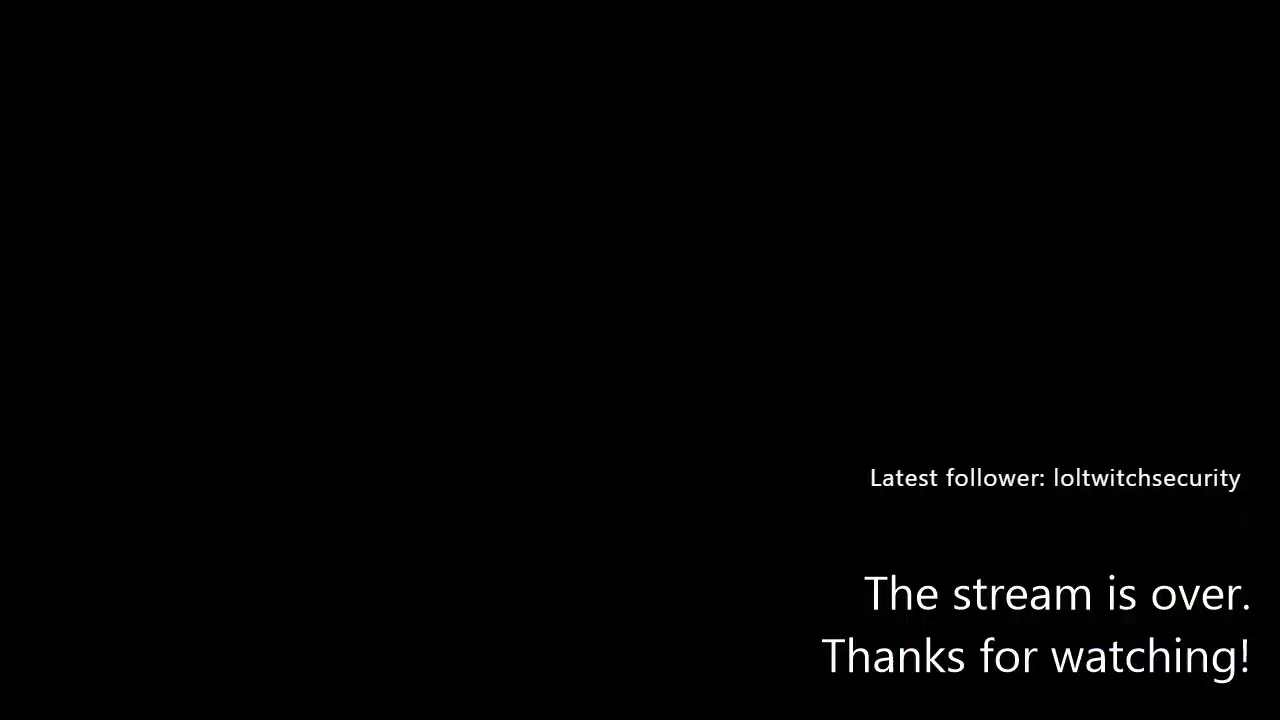 Latest follower: loltwitchsecurity
The stream is over.
Thanks for watching!